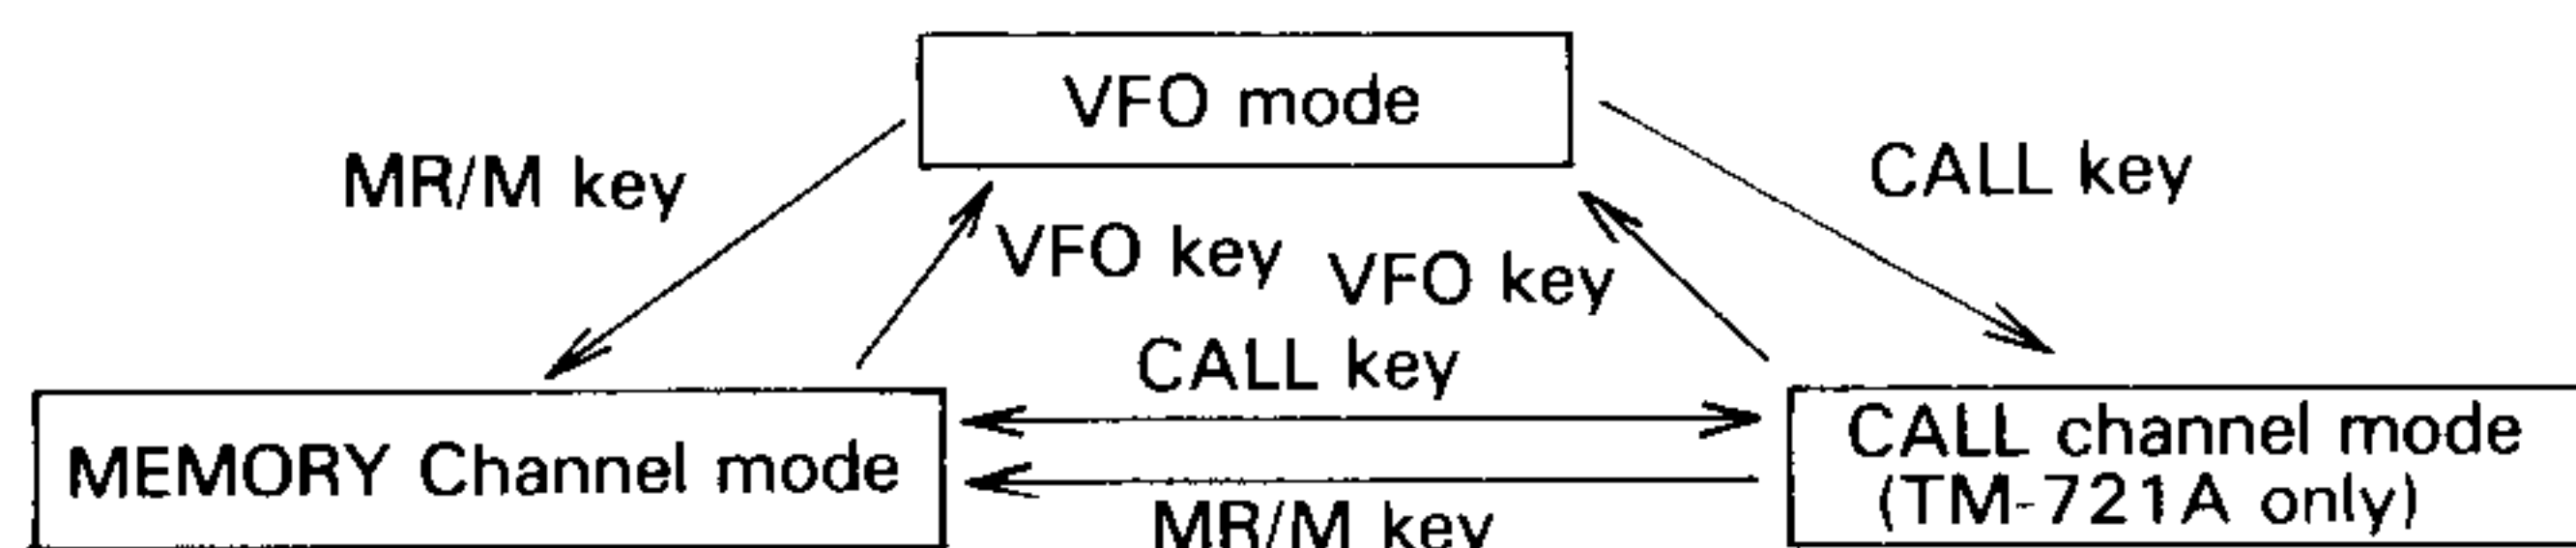 VFO mode
MR/M key
CALL key
VFO key
VFO key
CALL key
MEMORY Channel mode
CALL channel mode
(TM-721A only)
MR/M key